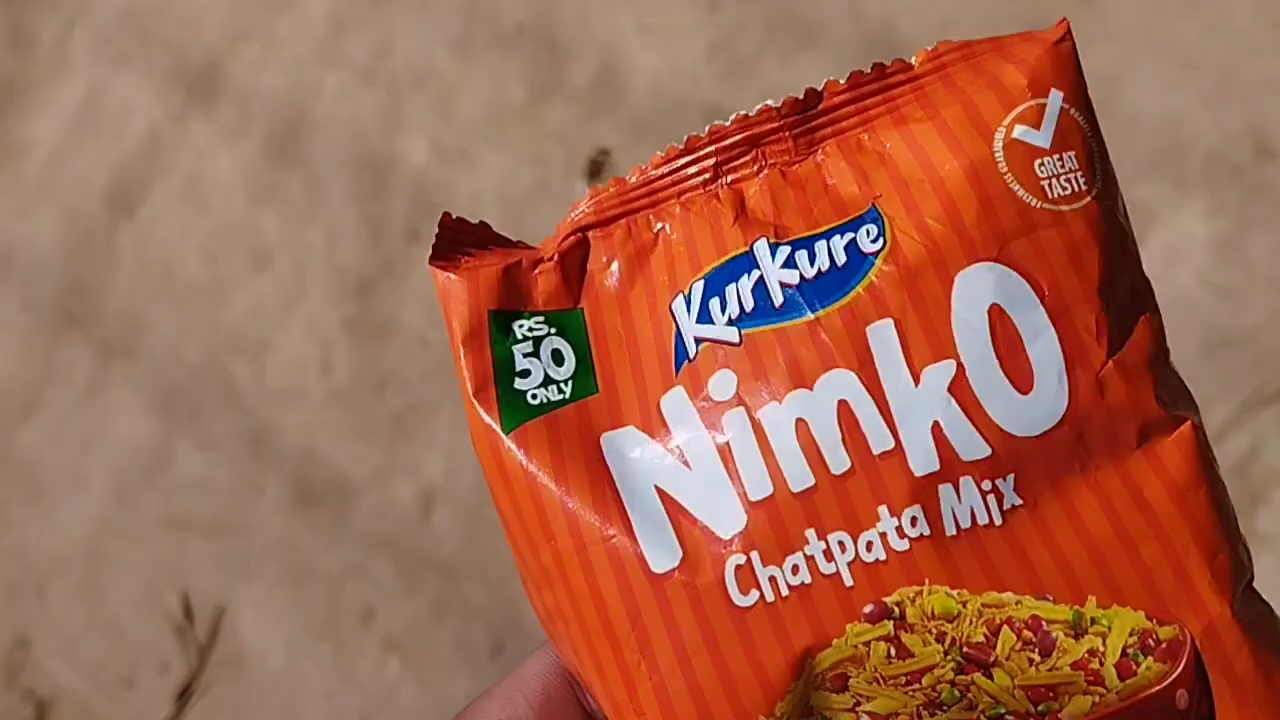 GREAT
TASTE
KurKure
RS.
50
ONLY
NimkO
Chatpata Mix